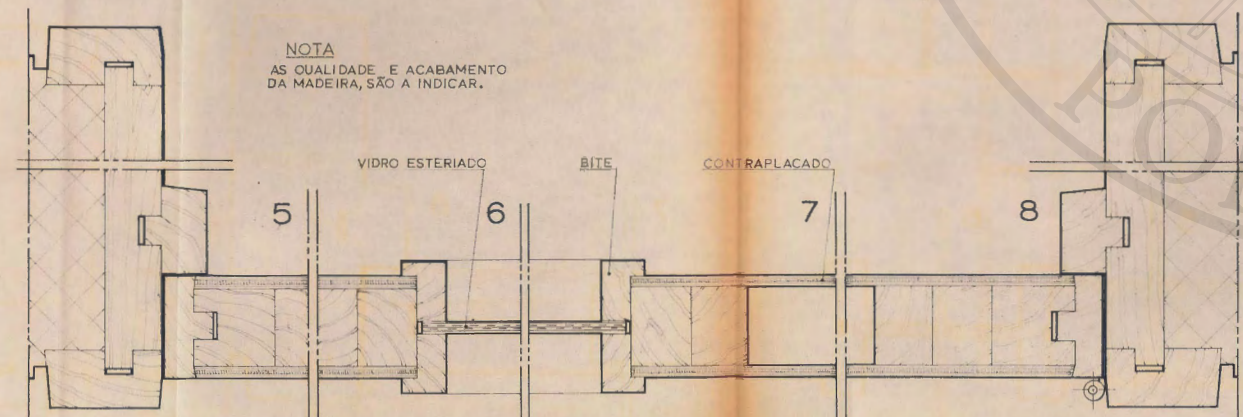 NOTA
AS QUALIDADE E ACABAMENTO
DA MADEIRA, SÃO A INDICAR.
VIDRO ESTERIADO
BITE
CONTRAPLACADO
5
6
7
8